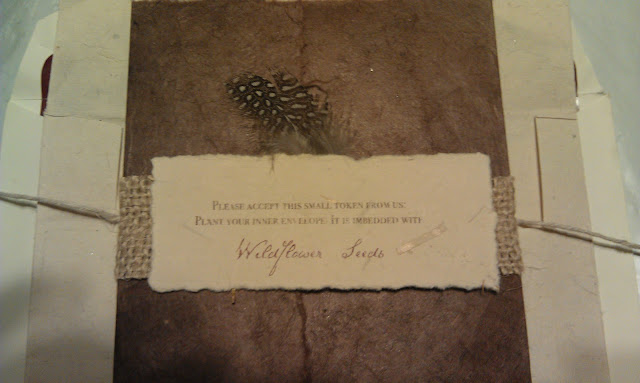 Please accept this small token from us:
Plant your inner envelope. It is imbedded with
Wildflower Seeds